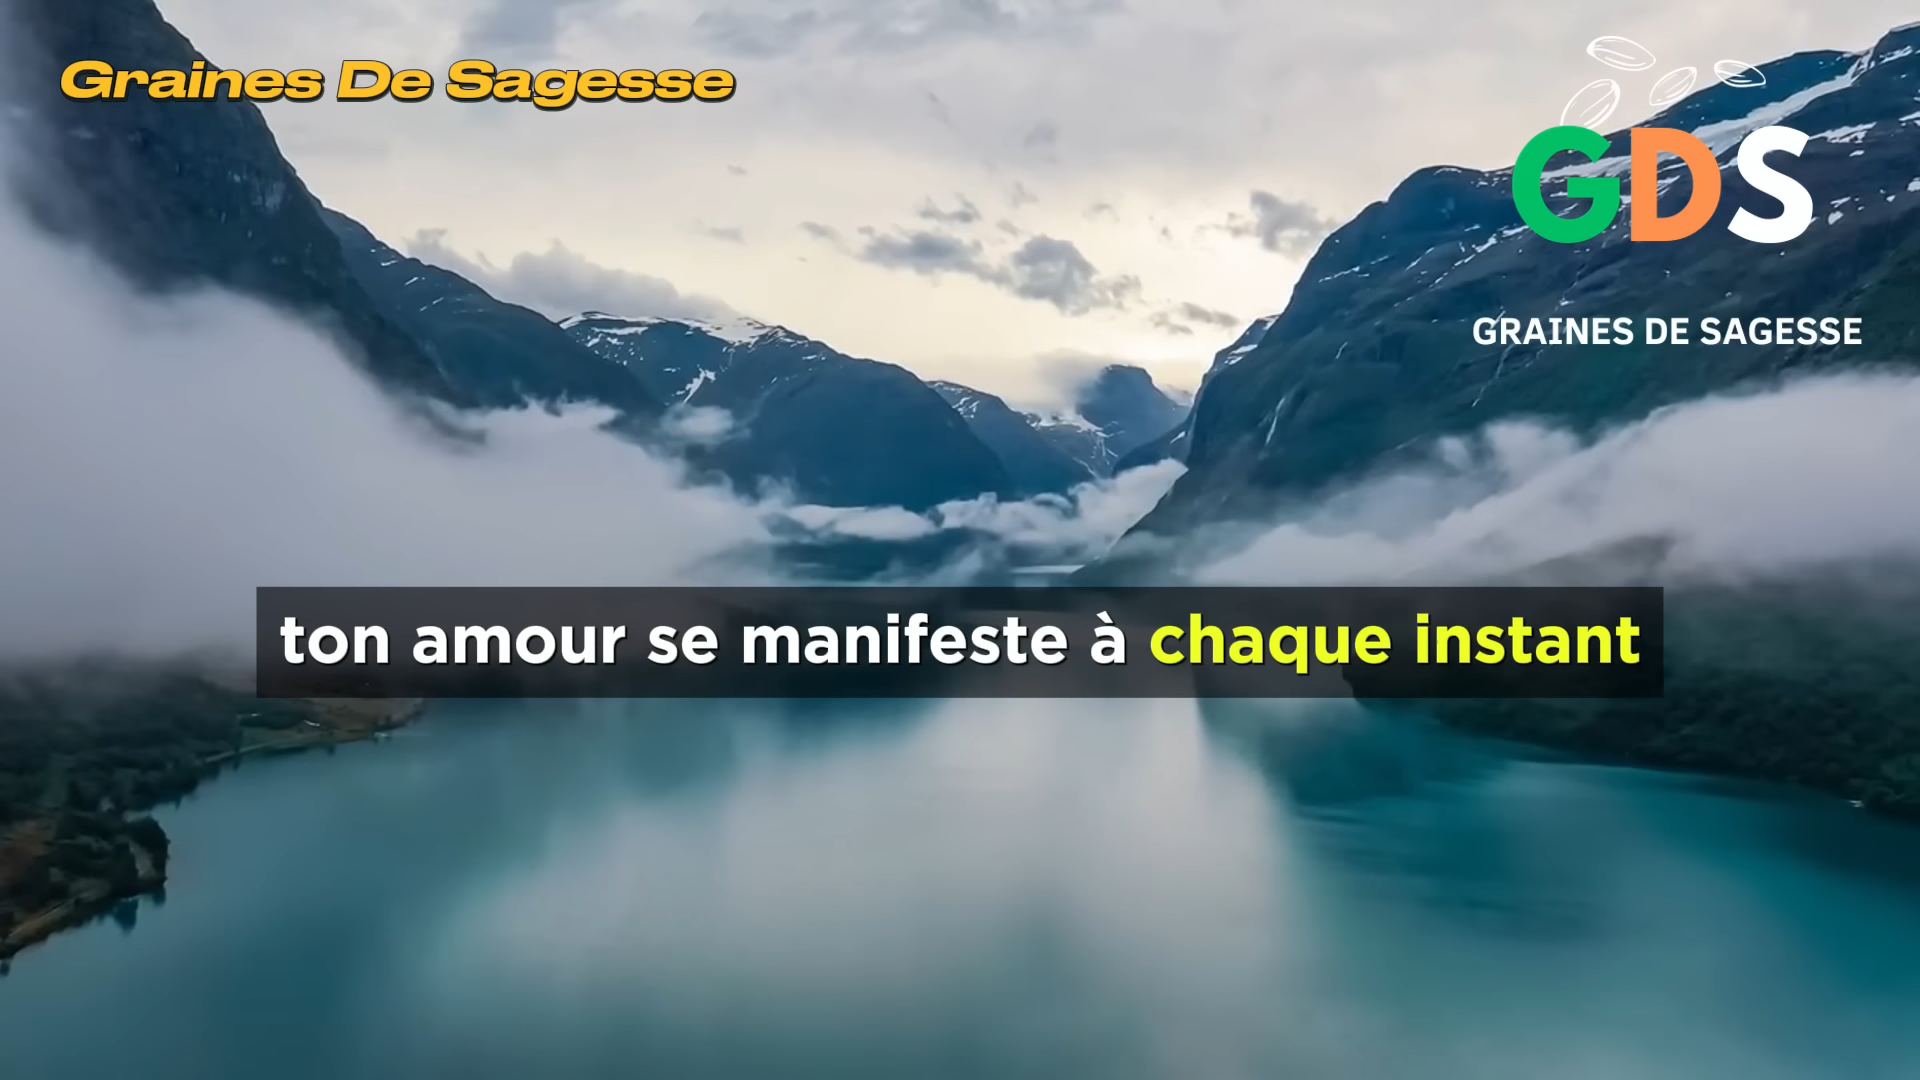 Graines De Sagesse
GDS
GRAINES DE SAGESSE
ton amour se manifeste à chaque instant